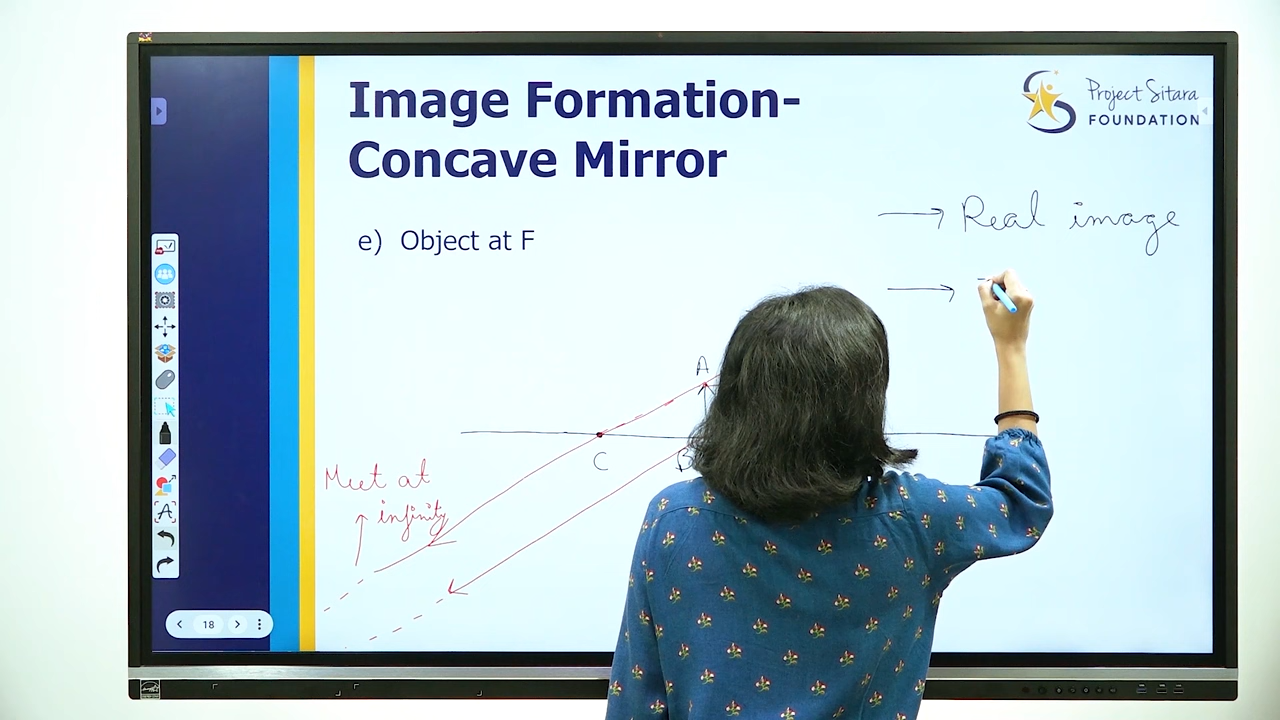 Image Formation-
Concave Mirror
Project Sitara
FOUNDATION
e) Object at F
→ Real image
→
A
C
B
Meet at
infinity
18